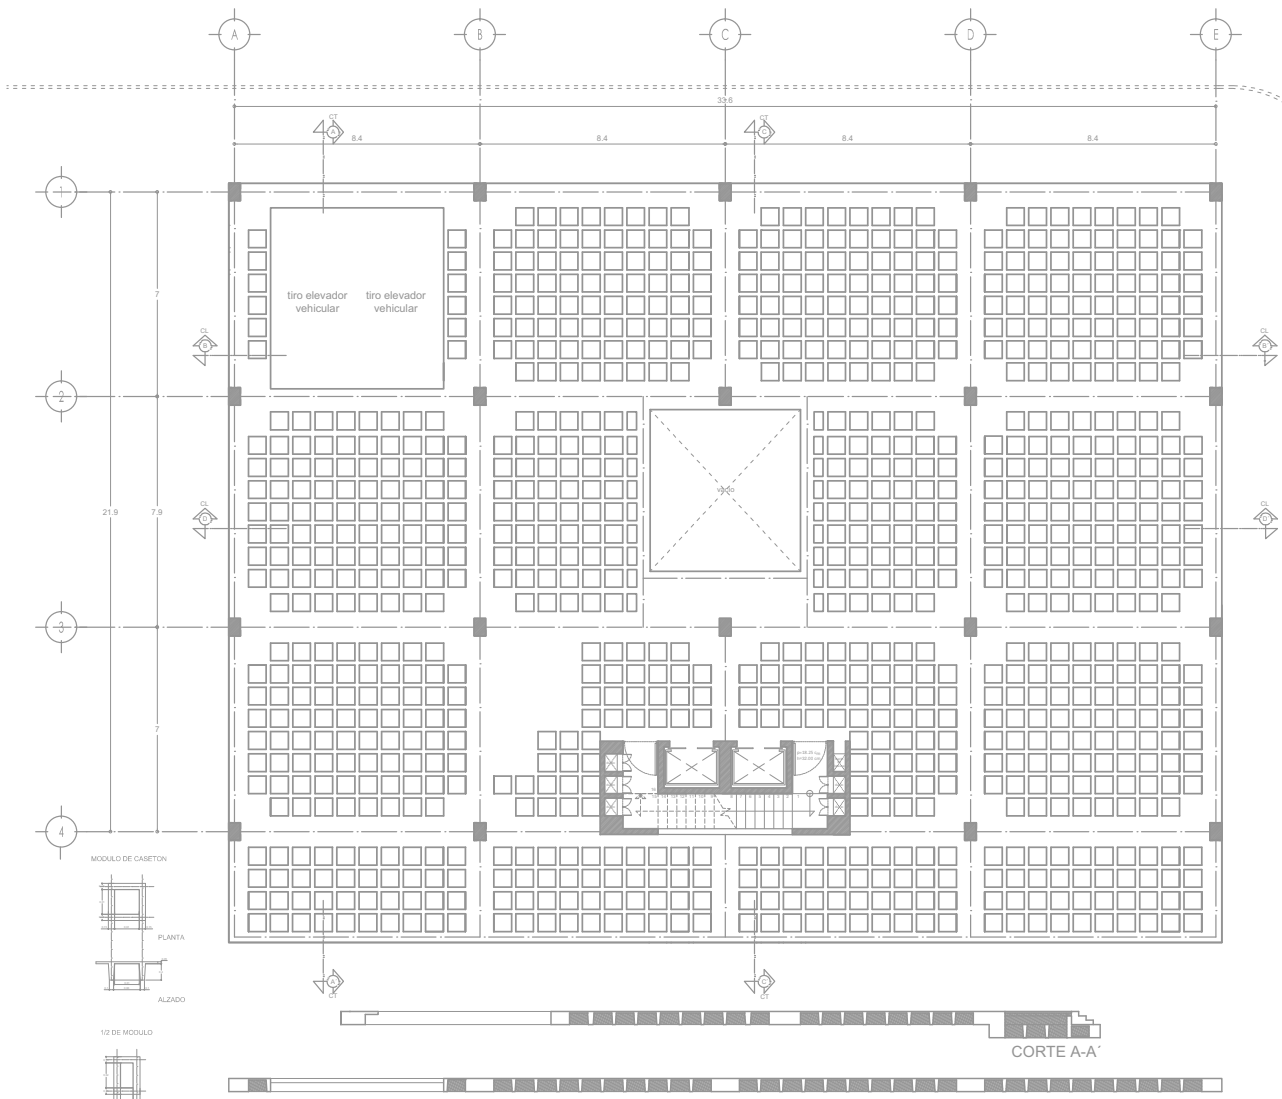 A
B
C
D
E
33.6
CT
A
CT
C
8.4
8.4
8.4
8.4
1
7
tiro elevador
vehicular
tiro elevador
vehicular
CL
B
CL
B'
2
21.9
7.9
vacio
CL
D
CL
D'
3
7
4
MODULO DE CASETON
PLANTA
ALZADO
1/2 DE MODULO
A'
CT
C'
CT
CORTE A-A´